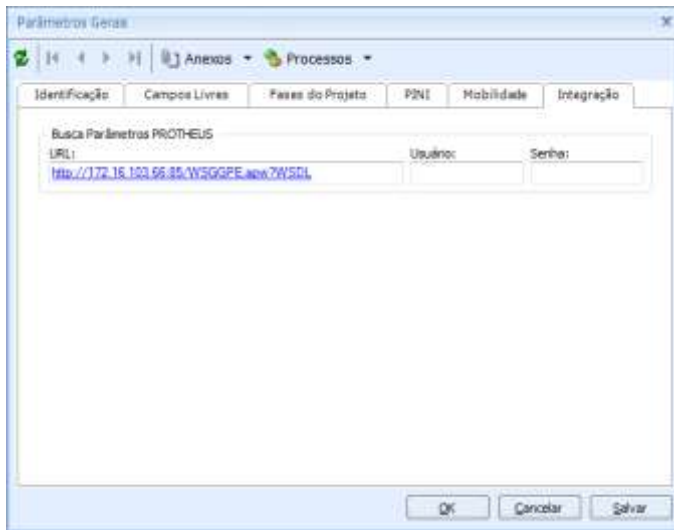 Parâmetros Gerais
Anexos Processos
Identificação Campos Livres Fases do Projeto PINI Mobilidade Integração
Busca Parâmetros PROTHEUS
URL: Usuário: Senha:
http://172.16.103.66:85/WSGGPE.apw?WSDL
OK Cancelar Salvar